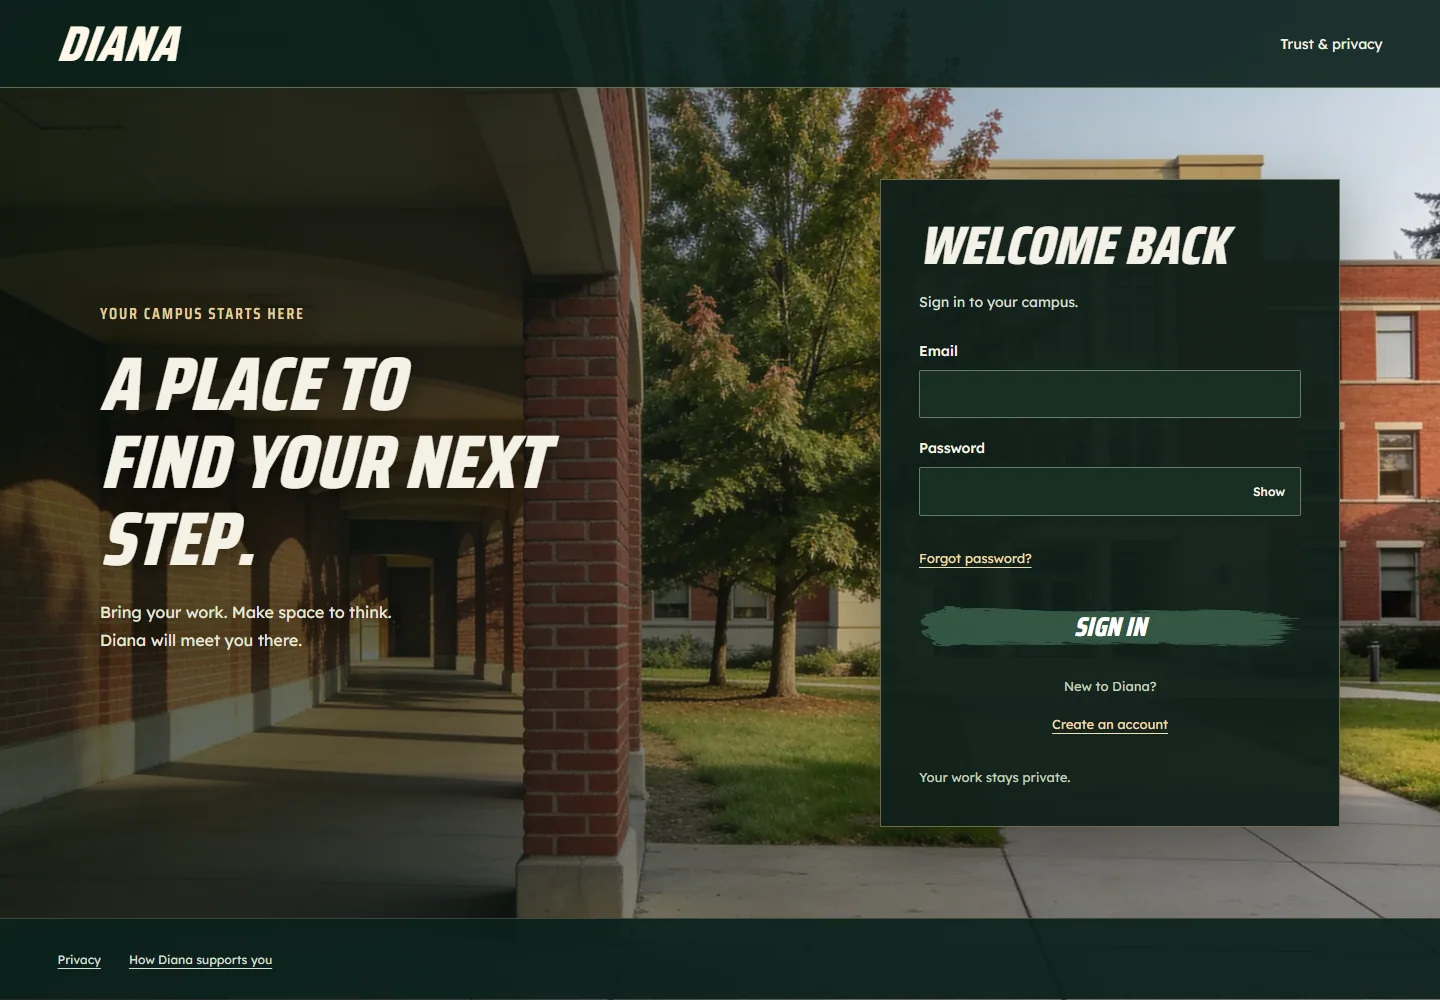 DIANA
Trust & privacy
YOUR CAMPUS STARTS HERE
A PLACE TO
FIND YOUR NEXT
STEP.
Bring your work. Make space to think.
Diana will meet you there.
WELCOME BACK
Sign in to your campus.
Email
Password
Show
Forgot password?
SIGN IN
New to Diana?
Create an account
Your work stays private.
Privacy
How Diana supports you